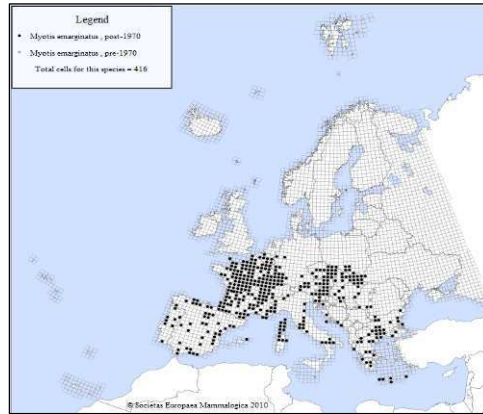 Legend
Myotis emarginatus , post-1970
Myotis emarginatus , pre-1970
Total cells for this species = 416
© Societas Europaea Mammalogica 2010